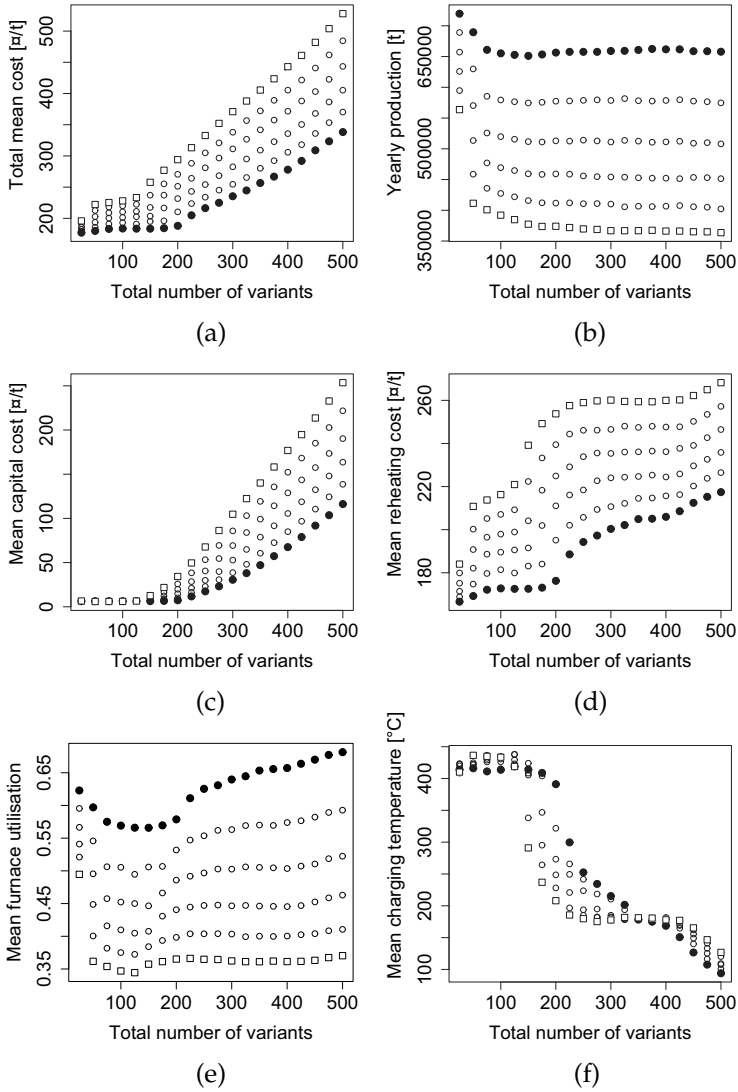 Total mean cost [¤/t]
500
400
300
200
100 200 300 400 500
Total number of variants
(a)
Yearly production [t]
650000
500000
350000
100 200 300 400 500
Total number of variants
(b)
Mean capital cost [¤/t]
200
100
50
0
100 200 300 400 500
Total number of variants
(c)
Mean reheating cost [¤/t]
260
220
180
100 200 300 400 500
Total number of variants
(d)
Mean furnace utilisation
0.65
0.55
0.45
0.35
100 200 300 400 500
Total number of variants
(e)
Mean charging temperature [°C]
400
300
200
100
100 200 300 400 500
Total number of variants
(f)